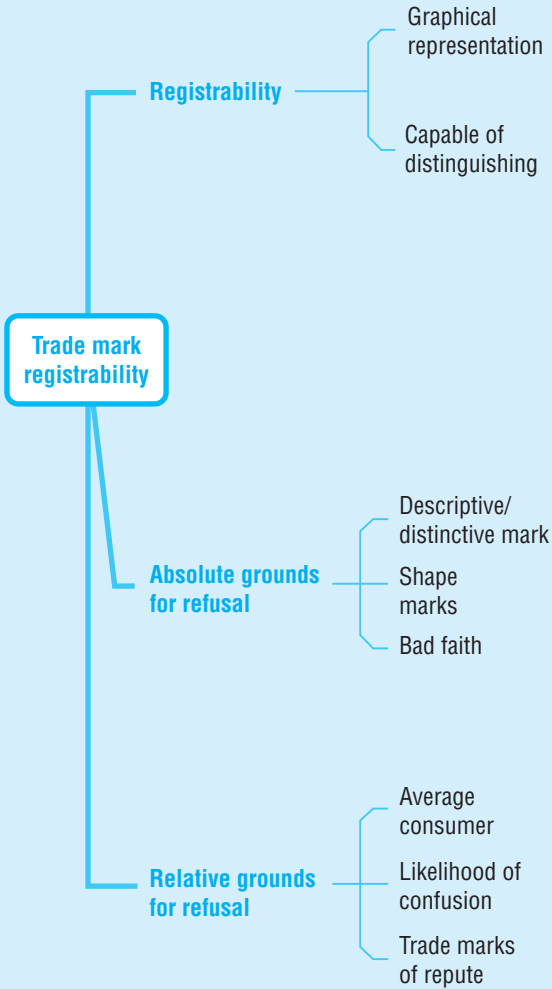 Graphical
representation
Registrability
Capable of
distinguishing
Trade mark
registrability
Descriptive/
distinctive mark
Absolute grounds
for refusal
Shape
marks
Bad faith
Average
consumer
Relative grounds
for refusal
Likelihood of
confusion
Trade marks
of repute